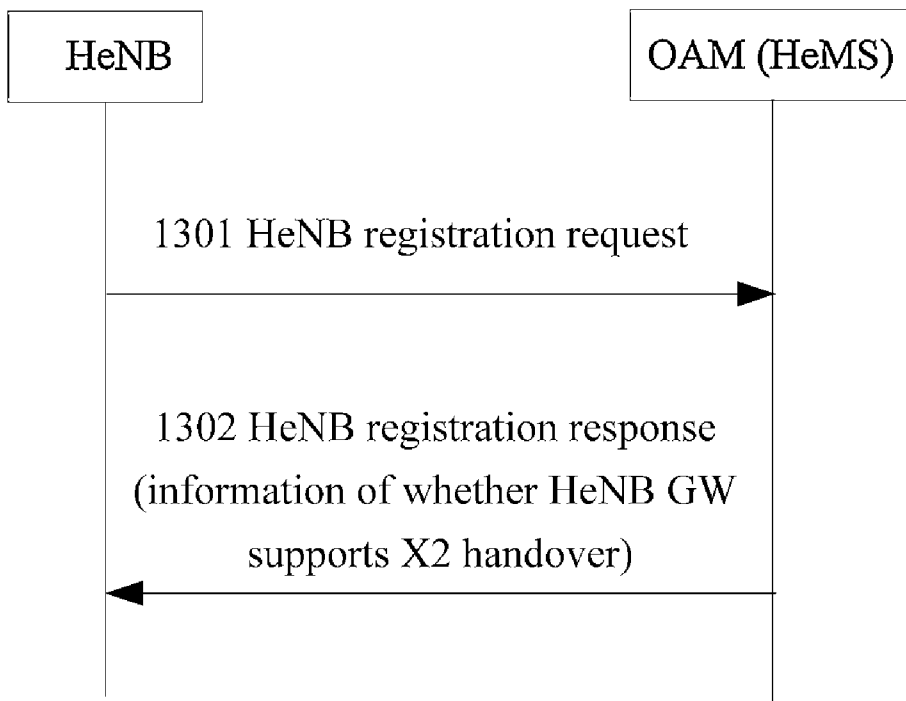 HeNB
OAM (HeMS)
1301 HeNB registration request
1302 HeNB registration response
(information of whether HeNB GW
supports X2 handover)